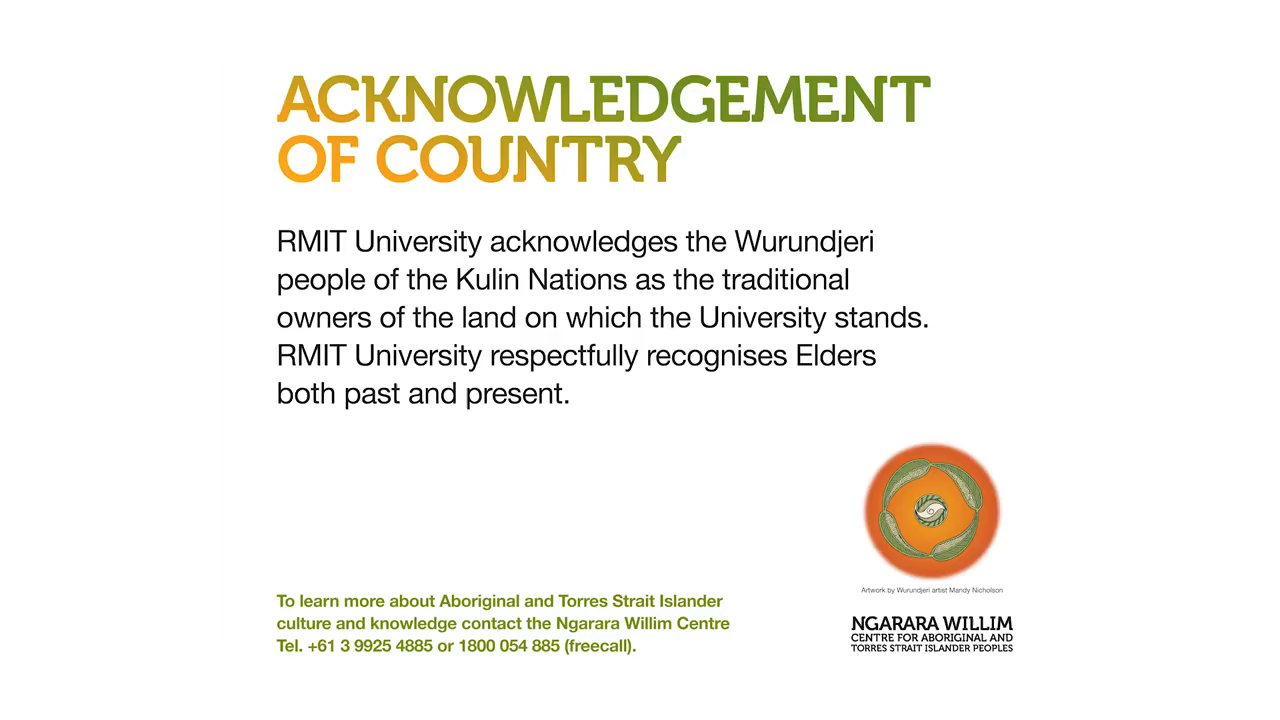 ACKNOWLEDGEMENT
OF COUNTRY
RMIT University acknowledges the Wurundjeri
people of the Kulin Nations as the traditional
owners of the land on which the University stands.
RMIT University respectfully recognises Elders
both past and present.
Artwork by Wurundjeri artist Mandy Nicholson
To learn more about Aboriginal and Torres Strait Islander
culture and knowledge contact the Ngarara Willim Centre
Tel. +61 3 9925 4885 or 1800 054 885 (freecall).
NGARARA WILLIM
CENTRE FOR ABORIGINAL AND
TORRES STRAIT ISLANDER PEOPLES